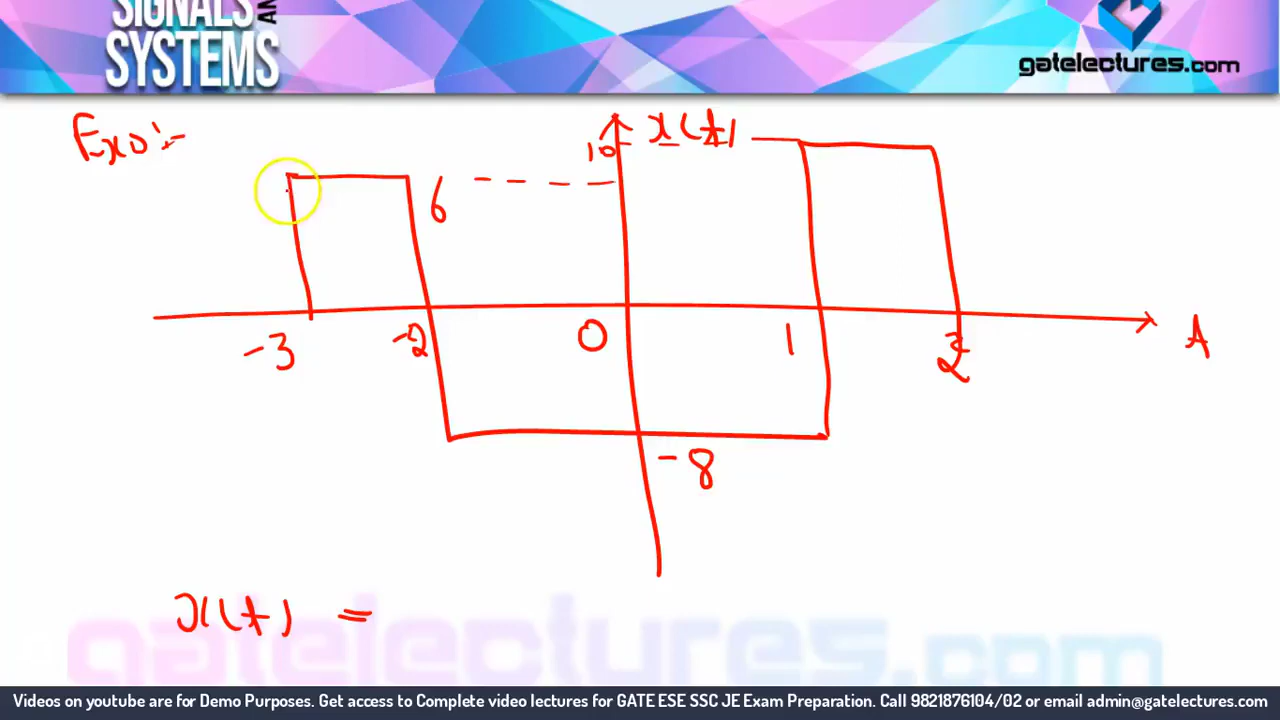 SIGNALS AND
SYSTEMS
gatelectures.com
Ex:-
x(t)
10
6
-3
-2
0
1
2
t
-8
x(t) =
gatelectures.com
Videos on youtube are for Demo Purposes. Get access to Complete video lectures for GATE ESE SSC JE Exam Preparation. Call 9821876104/02 or email admin@gatelectures.com